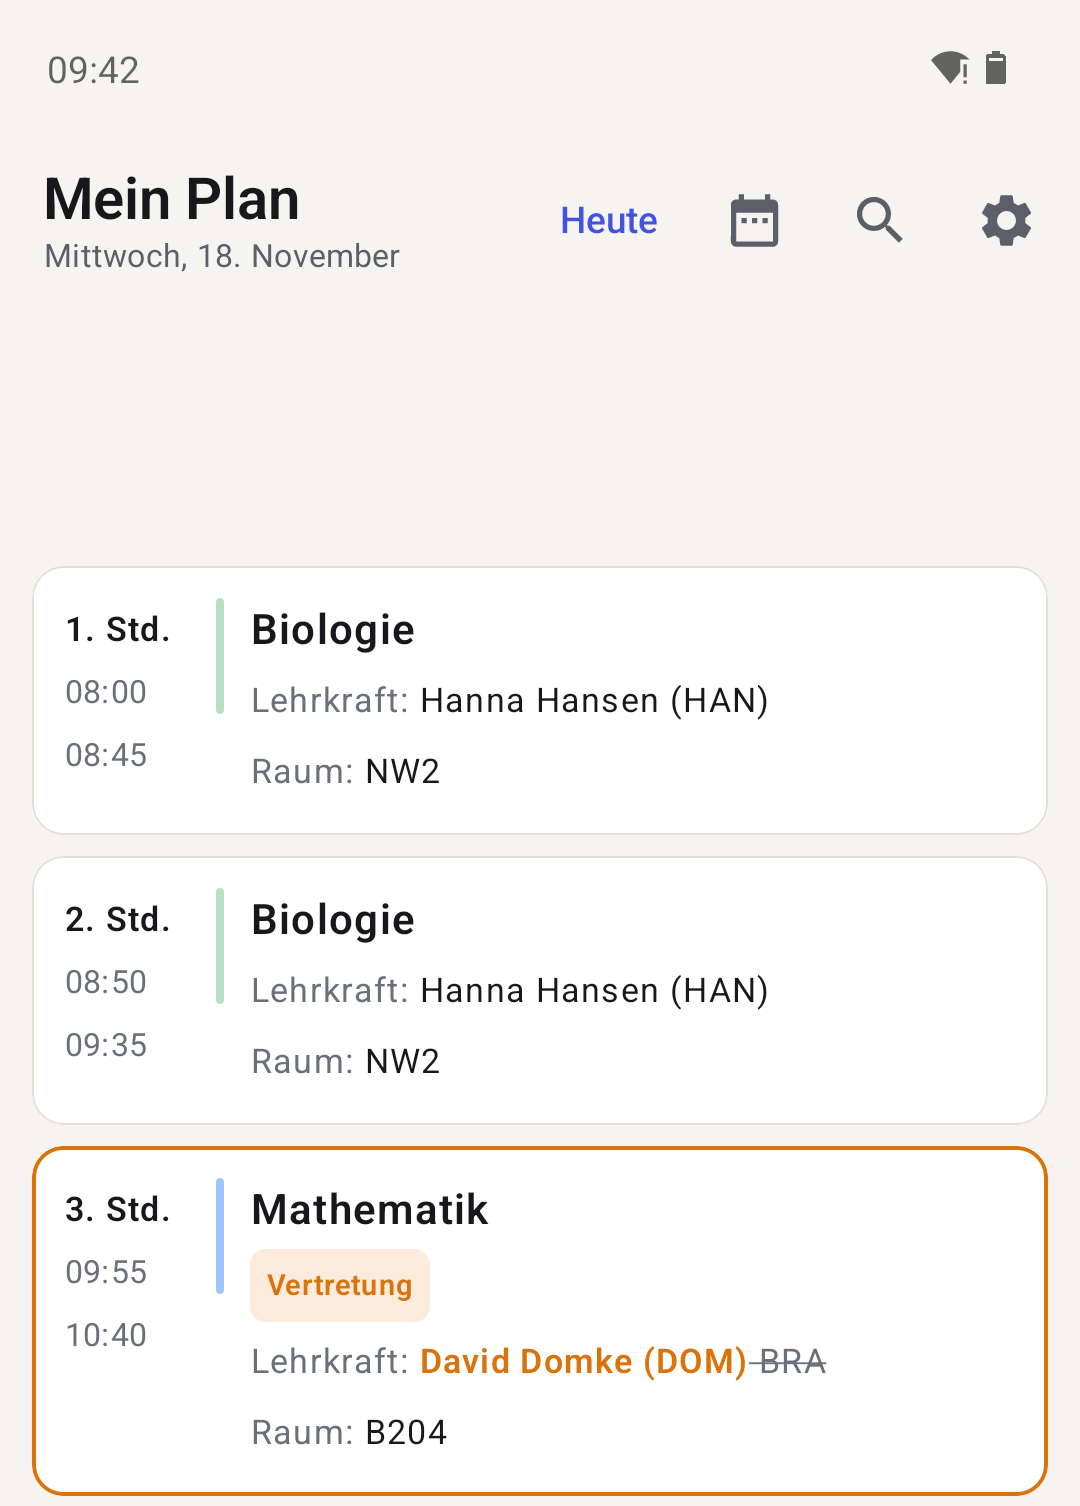 09:42
Mein Plan
Mittwoch, 18. November
Heute
1. Std.
08:00
08:45
Biologie
Lehrkraft: Hanna Hansen (HAN)
Raum: NW2
2. Std.
08:50
09:35
Biologie
Lehrkraft: Hanna Hansen (HAN)
Raum: NW2
3. Std.
09:55
10:40
Mathematik
Vertretung
Lehrkraft: David Domke (DOM) BRA
Raum: B204